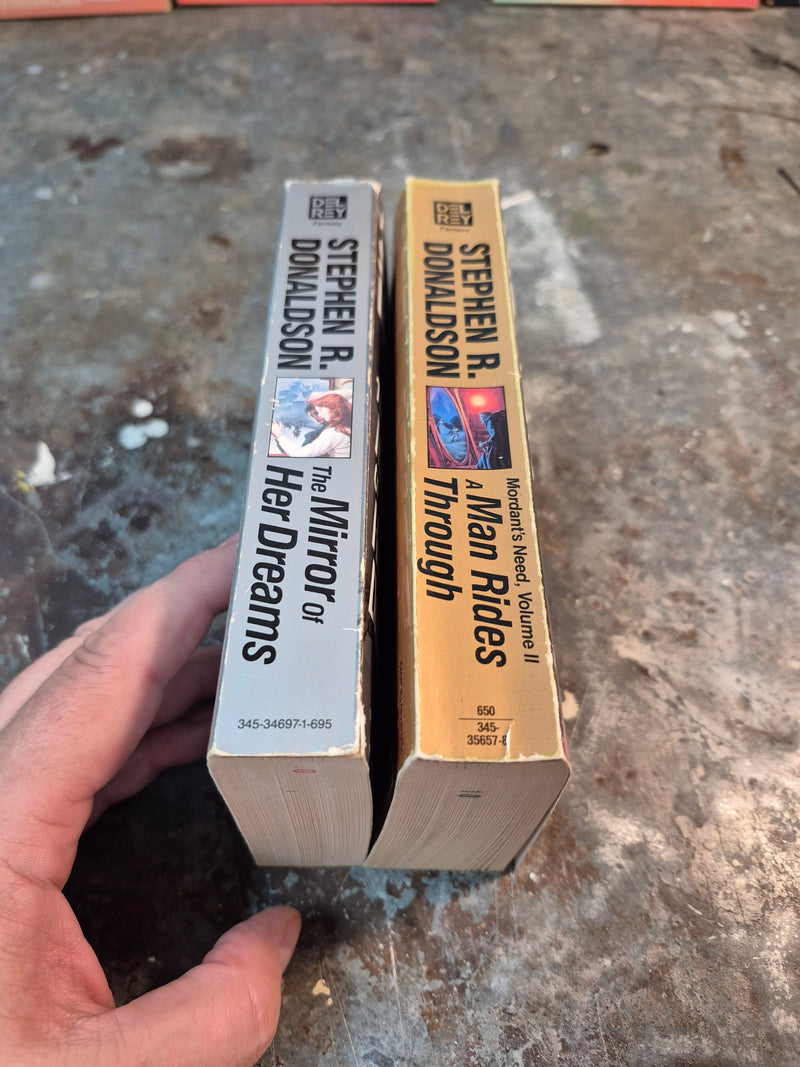 DEL
REY
Fantasy
STEPHEN R.
DONALDSON
The Mirror Of
Her Dreams
345-34697-1-695
DEL
REY
Fantasy
STEPHEN R.
DONALDSON
Mordant's Need, Volume II
A Man Rides
Through
650
345-
35657-8